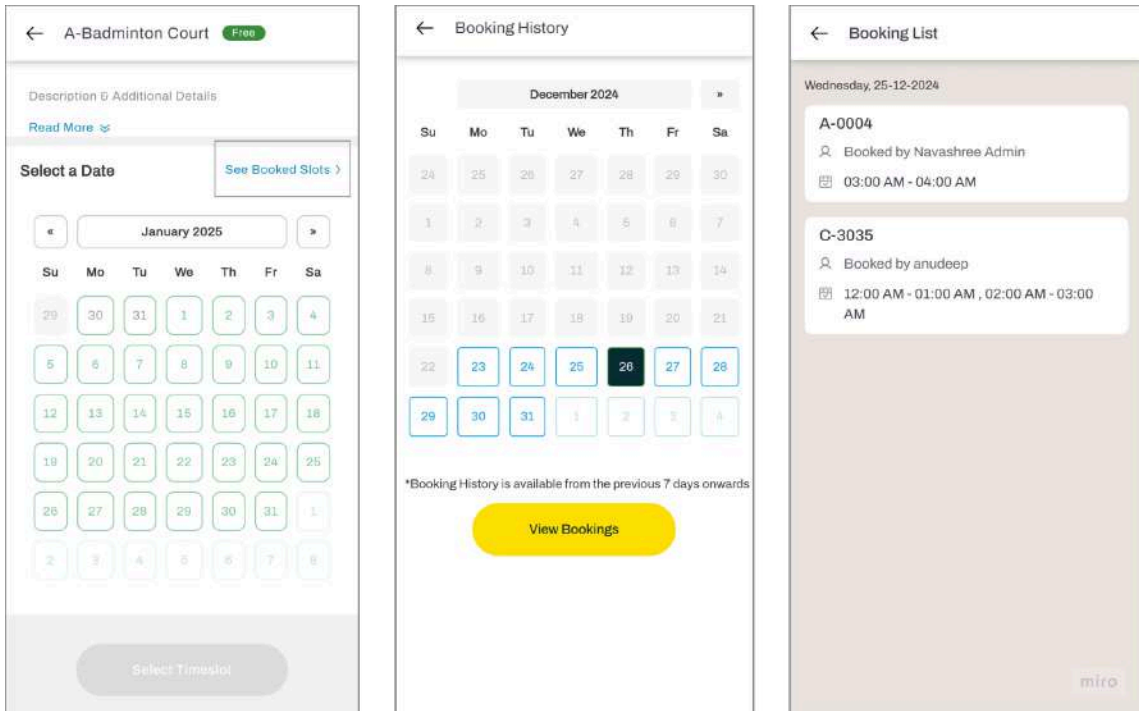 ← A-Badminton Court Free
Description & Additional Details
Read More
Select a Date See Booked Slots >
« January 2025 »
Su Mo Tu We Th Fr Sa
29 30 31 1 2 3 4
5 6 7 8 9 10 11
12 13 14 15 16 17 18
19 20 21 22 23 24 25
26 27 28 29 30 31 1
2 3 4 5 6 7 8
Select Timeslot
← Booking History
December 2024 »
Su Mo Tu We Th Fr Sa
24 25 26 27 28 29 30
1 2 3 4 5 6 7
8 9 10 11 12 13 14
15 16 17 18 19 20 21
22 23 24 25 26 27 28
29 30 31 1 2 3 4
*Booking History is available from the previous 7 days onwards
View Bookings
← Booking List
Wednesday, 25-12-2024
A-0004
Booked by Navashree Admin
03:00 AM - 04:00 AM
C-3035
Booked by anudeep
12:00 AM - 01:00 AM , 02:00 AM - 03:00
AM
miro